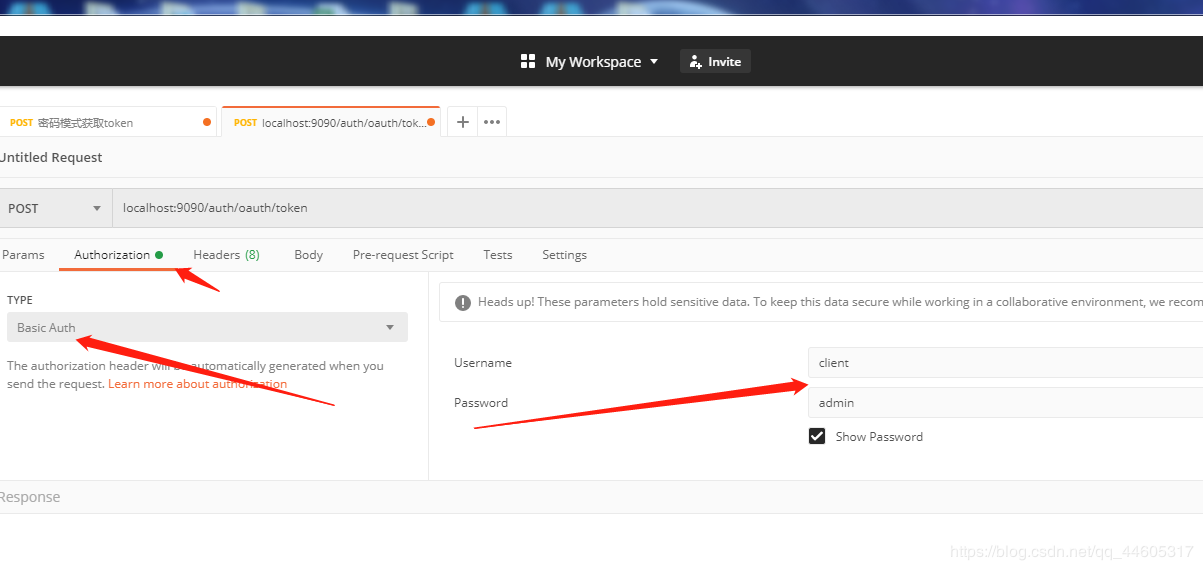 My Workspace
Invite
POST 密码模式获取token
POST localhost:9090/auth/oauth/tok...
Untitled Request
POST
localhost:9090/auth/oauth/token
Params
Authorization
Headers (8)
Body
Pre-request Script
Tests
Settings
TYPE
Basic Auth
The authorization header will be automatically generated when you
send the request. Learn more about authorization
Heads up! These parameters hold sensitive data. To keep this data secure while working in a collaborative environment, we recom
Username
client
Password
admin
Show Password
Response
https://blog.csdn.net/qq_44605317